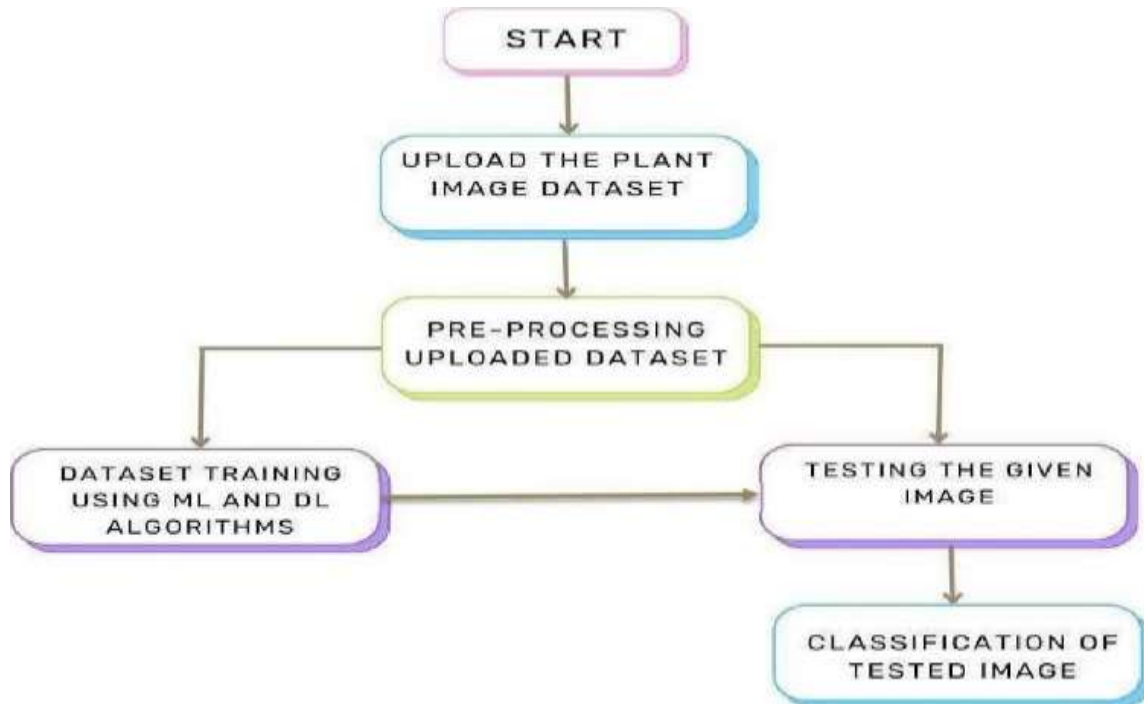 START
UPLOAD THE PLANT
IMAGE DATASET
PRE-PROCESSING
UPLOADED DATASET
DATASET TRAINING
USING ML AND DL
ALGORITHMS
TESTING THE GIVEN
IMAGE
CLASSIFICATION OF
TESTED IMAGE